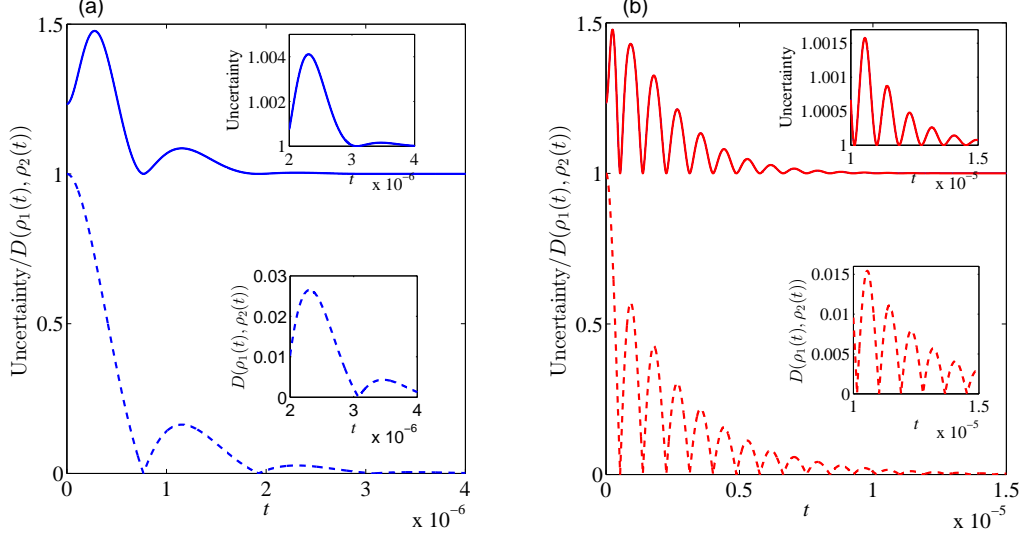 (a)
Uncertainty/D(ρ₁(t), ρ₂(t))
1.5
1
0.5
0
0 1 2 3 4
t
x 10⁻⁶
Uncertainty
1.004
1.002
1
2 3 4
t
x 10⁻⁶
D(ρ₁(t), ρ₂(t))
0.03
0.02
0.01
0
2 3 4
t
x 10⁻⁶
(b)
Uncertainty/D(ρ₁(t), ρ₂(t))
1.5
1
0.5
0
0 0.5 1 1.5
t
x 10⁻⁵
Uncertainty
1.0015
1.001
1.0005
1
1 1.5
t
x 10⁻⁵
D(ρ₁(t), ρ₂(t))
0.015
0.01
0.005
0
1 1.5
t
x 10⁻⁵